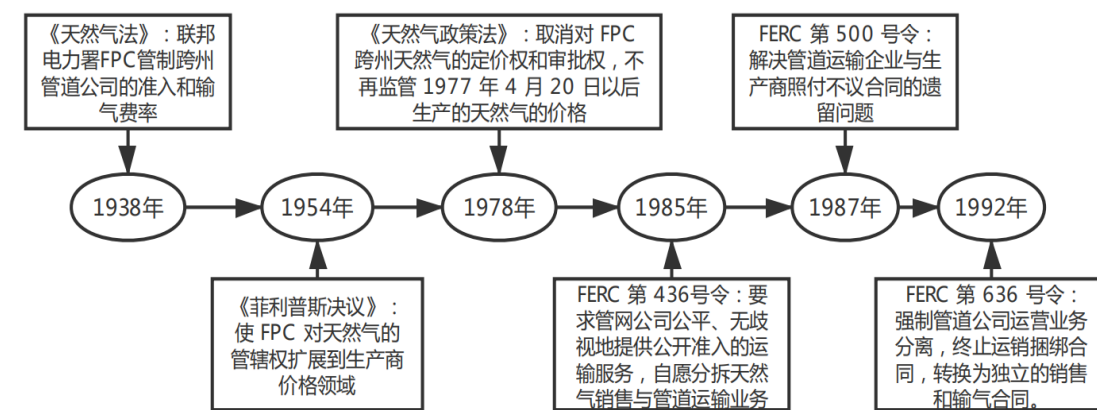 《天然气法》：联邦
电力署FPC管制跨州
管道公司的准入和输
气费率
《天然气政策法》：取消对 FPC
跨州天然气的定价权和审批权，不
再监管 1977 年 4 月 20 日以后
生产的天然气的价格
FERC 第 500 号令：
解决管道运输企业与生
产商照付不议合同的遗
留问题
1938年
1954年
1978年
1985年
1987年
1992年
《菲利普斯决议》：
使 FPC 对天然气的
管辖权扩展到生产商
价格领域
FERC 第 436号令：要
求管网公司公平、无歧
视地提供公开准入的运
输服务，自愿分拆天然
气销售与管道运输业务
FERC 第 636 号令：
强制管道公司运营业务
分离，终止运销捆绑合
同，转换为独立的销售
和输气合同。